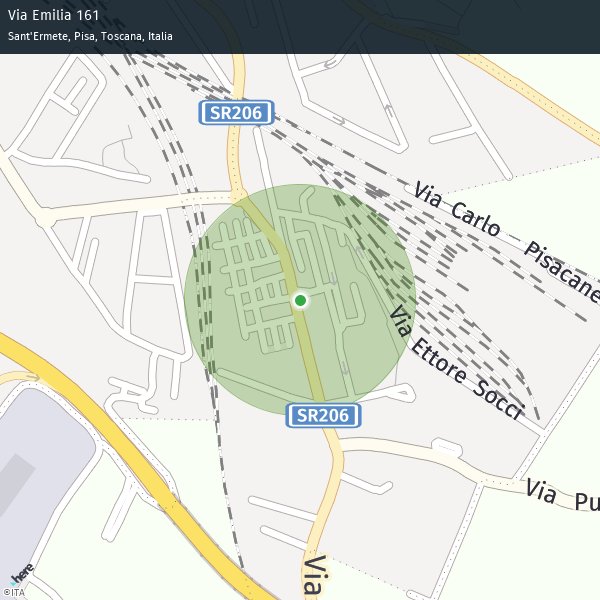 Via Emilia 161
Sant'Ermete, Pisa, Toscana, Italia
SR206
Via Carlo Pisacane
Via Ettore Socci
SR206
Via Pu
Via
here
©ITA